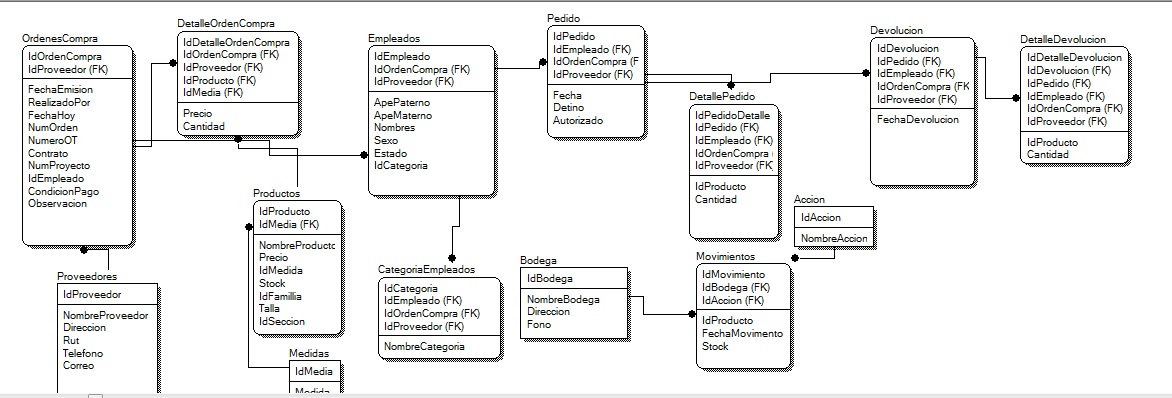 OrdenesCompra
IdOrdenCompra
IdProveedor (FK)
FechaEmision
RealizadoPor
FechaHoy
NumOrden
NumeroOT
Contrato
NumProyecto
IdEmpleado
CondicionPago
Observacion
DetalleOrdenCompra
IdDetalleOrdenCompra
IdOrdenCompra (FK)
IdProveedor (FK)
IdProducto (FK)
IdMedia (FK)
Precio
Cantidad
Empleados
IdEmpleado
IdOrdenCompra (FK)
IdProveedor (FK)
ApePaterno
ApeMaterno
Nombres
Sexo
Estado
IdCategoria
Pedido
IdPedido
IdEmpleado (FK)
IdOrdenCompra (F
IdProveedor (FK)
Fecha
Detino
Autorizado
DetallePedido
IdPedidoDetalle
IdPedido (FK)
IdEmpleado (FK)
IdOrdenCompra (
IdProveedor (FK)
IdProducto
Cantidad
Devolucion
IdDevolucion
IdPedido (FK)
IdEmpleado (FK)
IdOrdenCompra (FK
IdProveedor (FK)
FechaDevolucion
DetalleDevolucion
IdDetalleDevolucion
IdDevolucion (FK)
IdPedido (FK)
IdEmpleado (FK)
IdOrdenCompra (FK)
IdProveedor (FK)
IdProducto
Cantidad
Proveedores
IdProveedor
NombreProveedor
Direccion
Rut
Telefono
Correo
Productos
IdProducto
IdMedia (FK)
NombreProducto
Precio
IdMedida
Stock
IdFamillia
Talla
IdSeccion
Medidas
IdMedia
Medida
CategoriaEmpleados
IdCategoria
IdEmpleado (FK)
IdOrdenCompra (FK)
IdProveedor (FK)
NombreCategoria
Bodega
IdBodega
NombreBodega
Direccion
Fono
Accion
IdAccion
NombreAccion
Movimientos
IdMovimiento
IdBodega (FK)
IdAccion (FK)
IdProducto
FechaMovimento
Stock